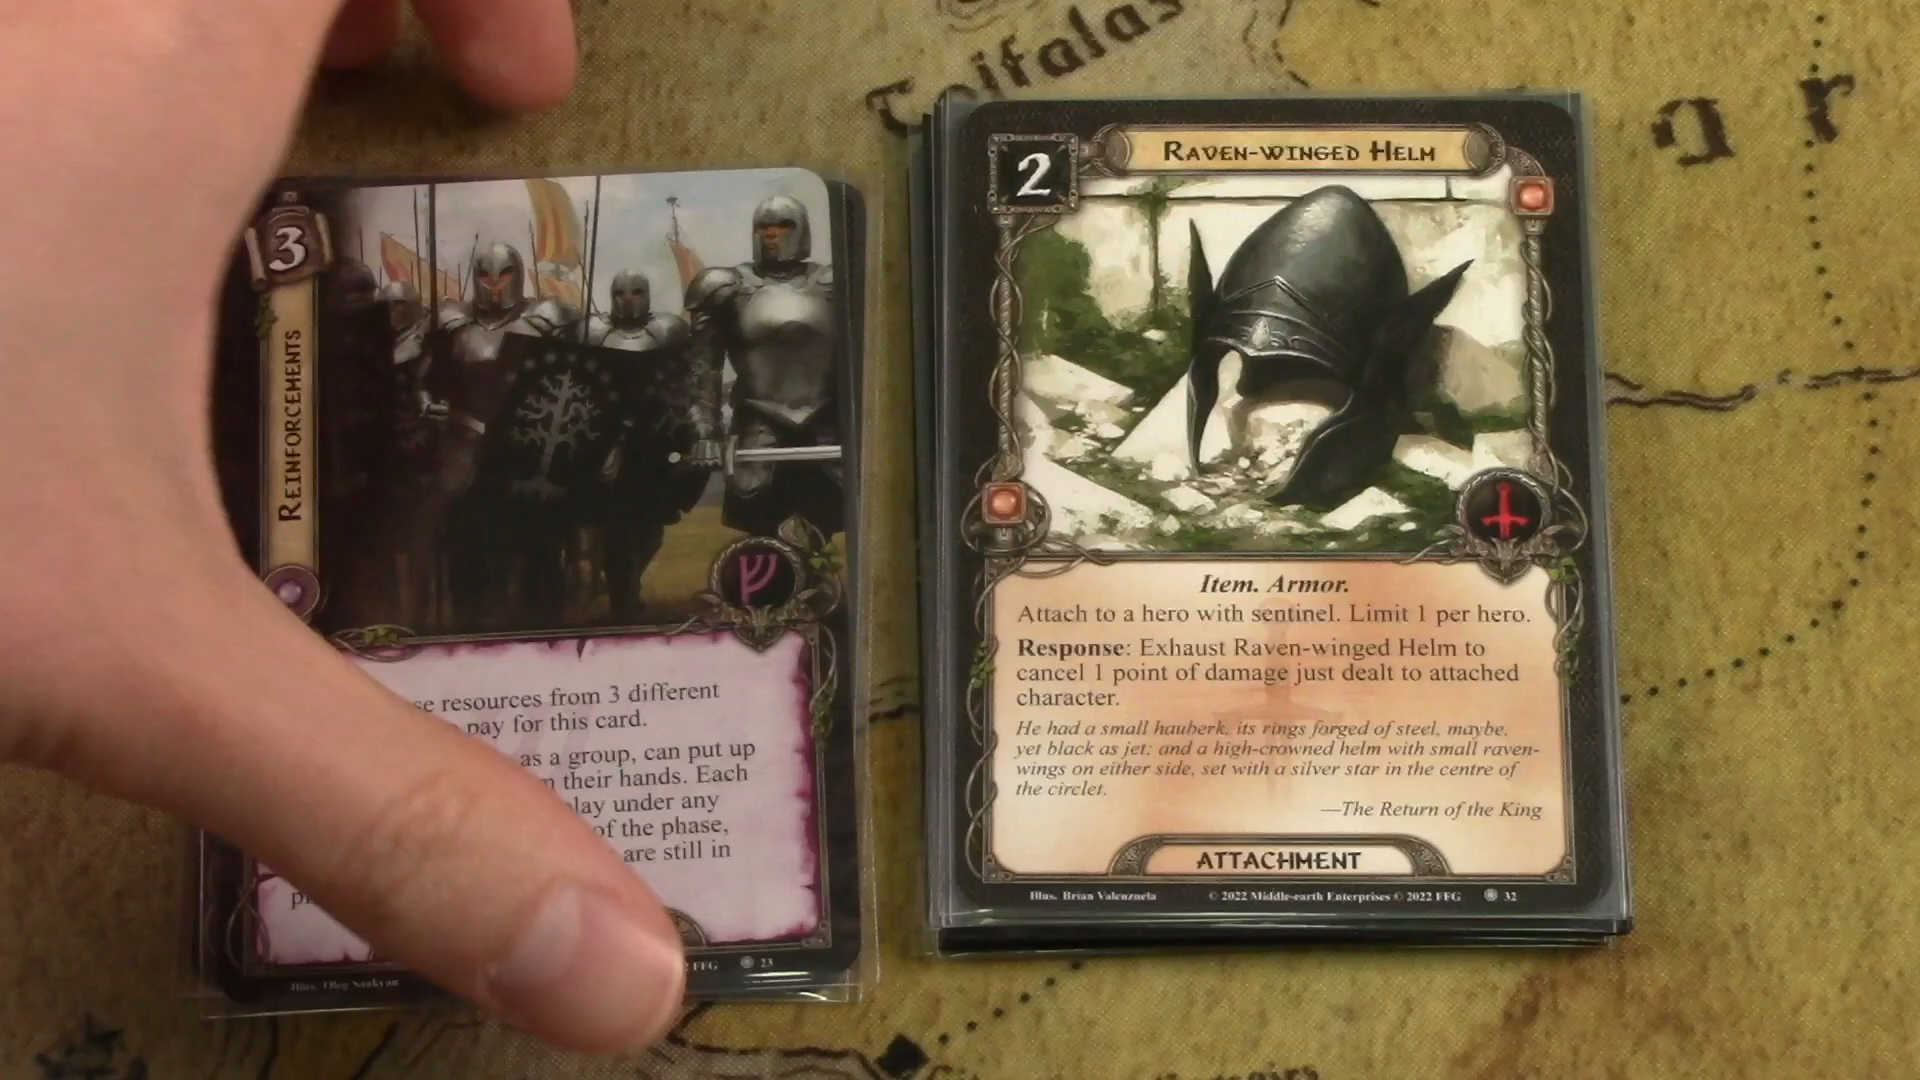 Toifalas
a r
3
REINFORCEMENTS
se resources from 3 different
pay for this card.
as a group, can put up
n their hands. Each
play under any
of the phase,
are still in
FFG 23
2
RAVEN-WINGED HELM
Item. Armor.
Attach to a hero with sentinel. Limit 1 per hero.
Response: Exhaust Raven-winged Helm to
cancel 1 point of damage just dealt to attached
character.
He had a small hauberk, its rings forged of steel, maybe,
yet black as jet; and a high-crowned helm with small raven-
wings on either side, set with a silver star in the centre of
the circlet.
—The Return of the King
ATTACHMENT
Illus. Brian Valenzuela © 2022 Middle-earth Enterprises © 2022 FFG 32